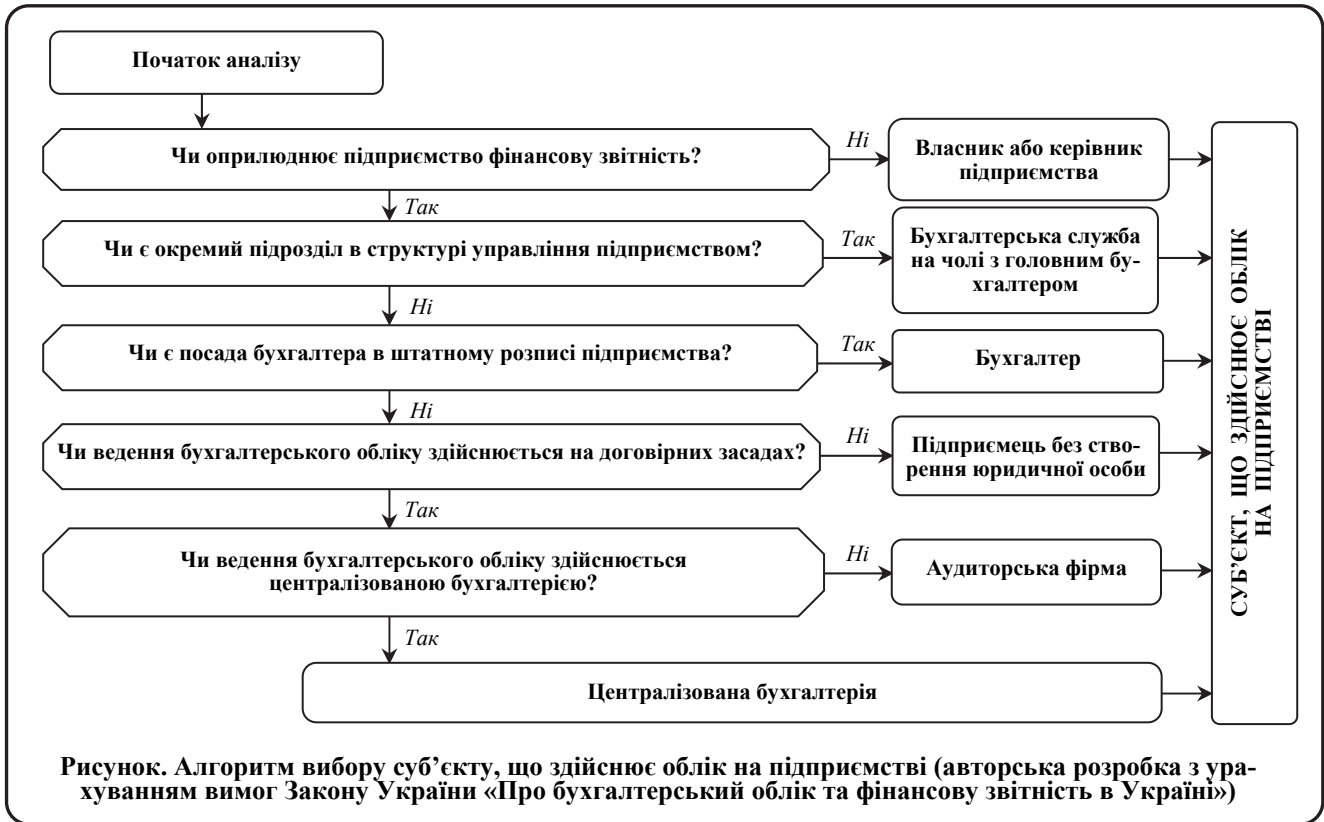 Початок аналізу
Чи оприлюднює підприємство фінансову звітність?
Ні
Власник або керівник
підприємства
Так
Чи є окремий підрозділ в структурі управління підприємством?
Так
Бухгалтерська служба
на чолі з головним бу-
хгалтером
Ні
Чи є посада бухгалтера в штатному розписі підприємства?
Так
Бухгалтер
Ні
Чи ведення бухгалтерського обліку здійснюється на договірних засадах?
Ні
Підприємець без ство-
рення юридичної особи
Так
Чи ведення бухгалтерського обліку здійснюється
централізованою бухгалтерією?
Ні
Аудиторська фірма
Так
Централізована бухгалтерія
СУБ’ЄКТ, ЩО ЗДІЙСНЮЄ ОБЛІК
НА ПІДПРИЄМСТВІ
Рисунок. Алгоритм вибору суб’єкту, що здійснює облік на підприємстві (авторська розробка з ура-
хуванням вимог Закону України «Про бухгалтерський облік та фінансову звітність в Україні»)